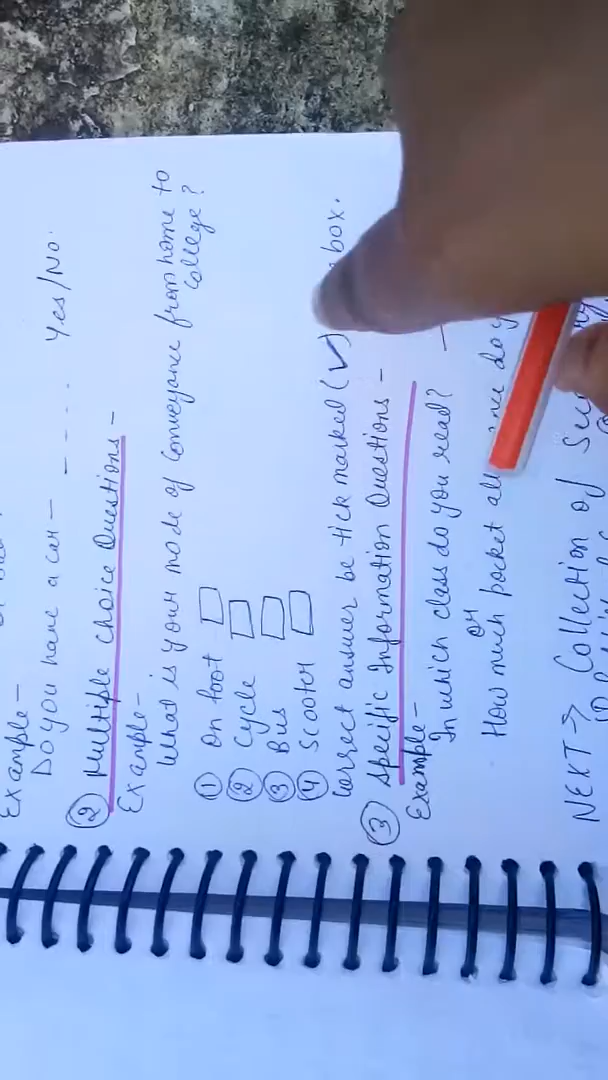 Example-
Do you have a car - ---- Yes/No.
② Multiple Choice Questions-
Example-
What is your mode of Conveyance from home to
College?
① On foot
② Cycle
③ Bus
④ Scooter
Correct answer be tick marked (✓) box.
③ Specific Information Questions-
Example-
In which class do you read? -
or
How much pocket do
NEXT → Collection of